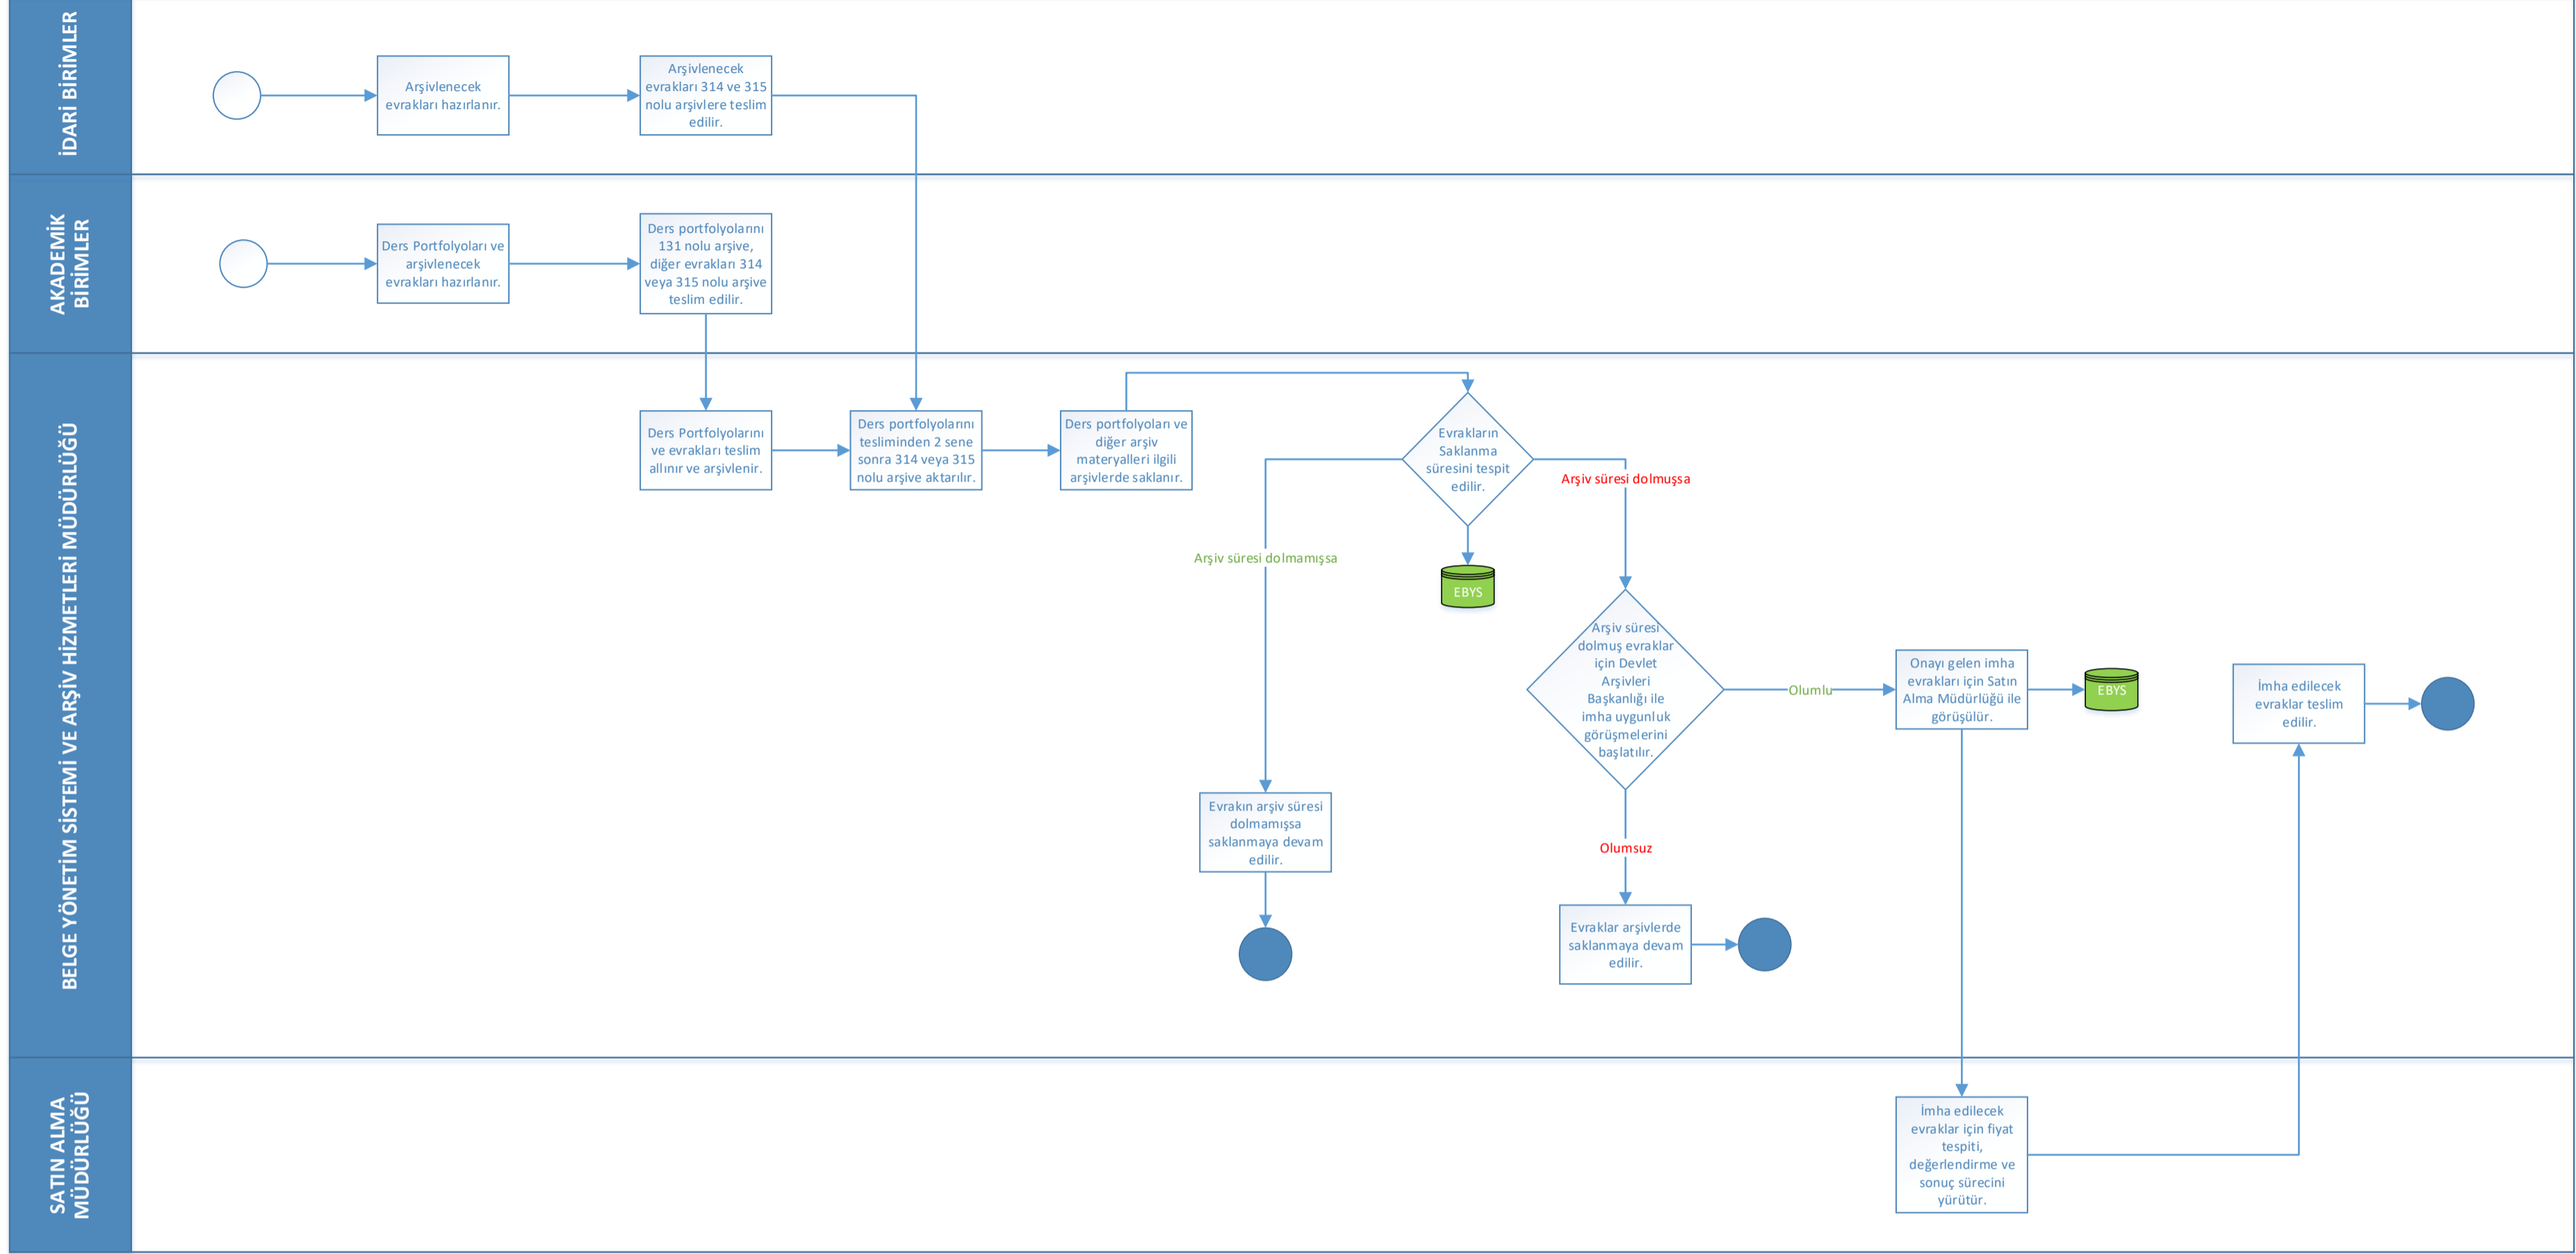 İDARİ BİRİMLER
Arşivlenecek
evrakları hazırlanır.
Arşivlenecek
evrakları 314 ve 315
nolu arşivlere teslim
edilir.
AKADEMİK
BİRİMLER
Ders Portfolyoları ve
arşivlenecek
evrakları hazırlanır.
Ders portfolyolarını
131 nolu arşive,
diğer evrakları 314
veya 315 nolu arşive
teslim edilir.
BELGE YÖNETİM SİSTEMİ VE ARŞİV HİZMETLERİ MÜDÜRLÜĞÜ
Ders Portfolyolarını
ve evrakları teslim
allınır ve arşivlenir.
Ders portfolyolarını
tesliminden 2 sene
sonra 314 veya 315
nolu arşive aktarılır.
Ders portfolyoları ve
diğer arşiv
materyalleri ilgili
arşivlerde saklanır.
Evrakların
Saklanma
süresini tespit
edilir.
Arşiv süresi dolmuşsa
Arşiv süresi dolmamışsa
EBYS
Arşiv süresi
dolmuş evraklar
için Devlet
Arşivleri
Başkanlığı ile
imha uygunluk
görüşmelerini
başlatılır.
Olumlu
Onayı gelen imha
evrakları için Satın
Alma Müdürlüğü ile
görüşülür.
EBYS
İmha edilecek
evraklar teslim
edilir.
Evrakın arşiv süresi
dolmamışsa
saklanmaya devam
edilir.
Olumsuz
Evraklar arşivlerde
saklanmaya devam
edilir.
SATIN ALMA
MÜDÜRLÜĞÜ
İmha edilecek
evraklar için fiyat
tespiti,
değerlendirme ve
sonuç sürecini
yürütür.